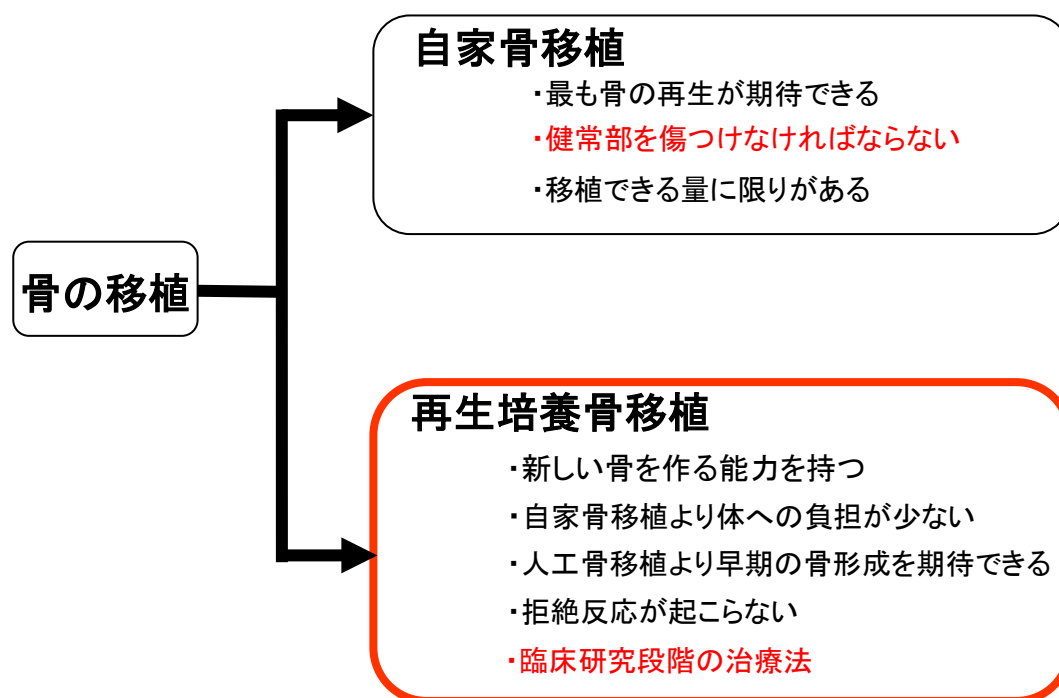 自家骨移植
・最も骨の再生が期待できる
・健常部を傷つけなければならない
・移植できる量に限りがある
骨の移植
再生培養骨移植
・新しい骨を作る能力を持つ
・自家骨移植より体への負担が少ない
・人工骨移植より早期の骨形成を期待できる
・拒絶反応が起こらない
・臨床研究段階の治療法